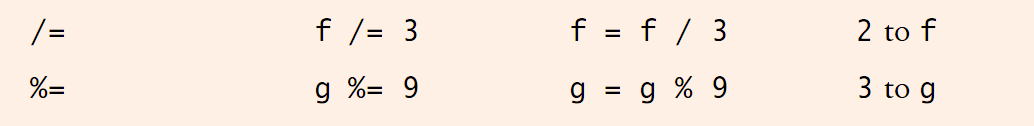 /= f /= 3 f = f / 3 2 to f
%= g %= 9 g = g % 9 3 to g